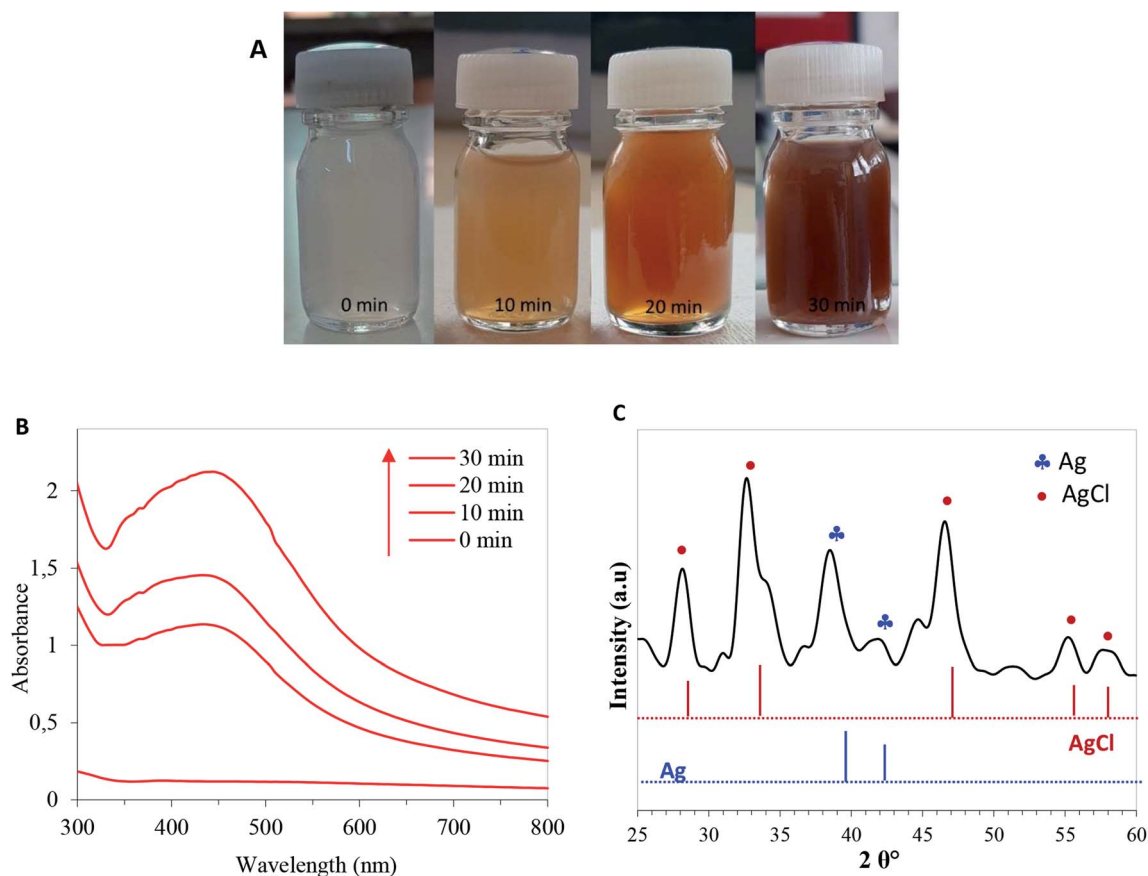 A
0 min
10 min
20 min
30 min
B
2
1,5
1
0,5
0
Absorbance
30 min
20 min
10 min
0 min
300
400
500
600
700
800
Wavelength (nm)
C
Ag
AgCl
Intensity (a.u)
AgCl
Ag
25
35
40
45
50
55
60
2 θ°